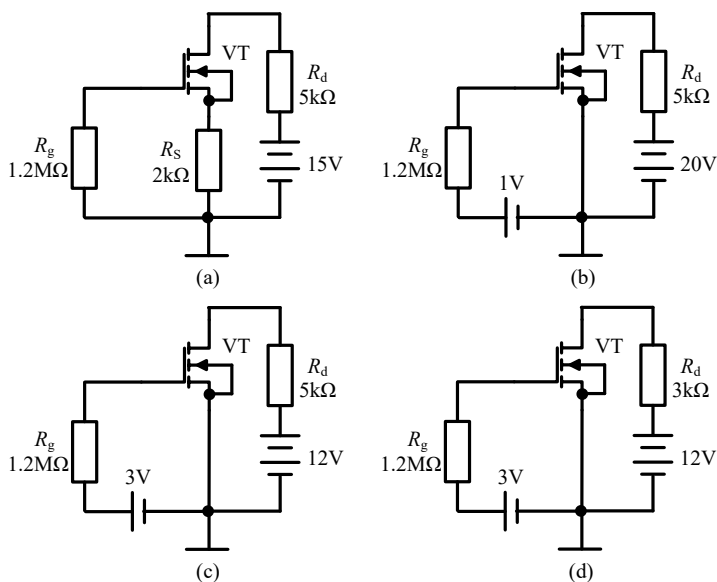 VT
R_d
5kΩ
R_g
1.2MΩ
R_S
2kΩ
15V
(a)
VT
R_d
5kΩ
R_g
1.2MΩ
1V
20V
(b)
VT
R_d
5kΩ
R_g
1.2MΩ
3V
12V
(c)
VT
R_d
3kΩ
R_g
1.2MΩ
3V
12V
(d)